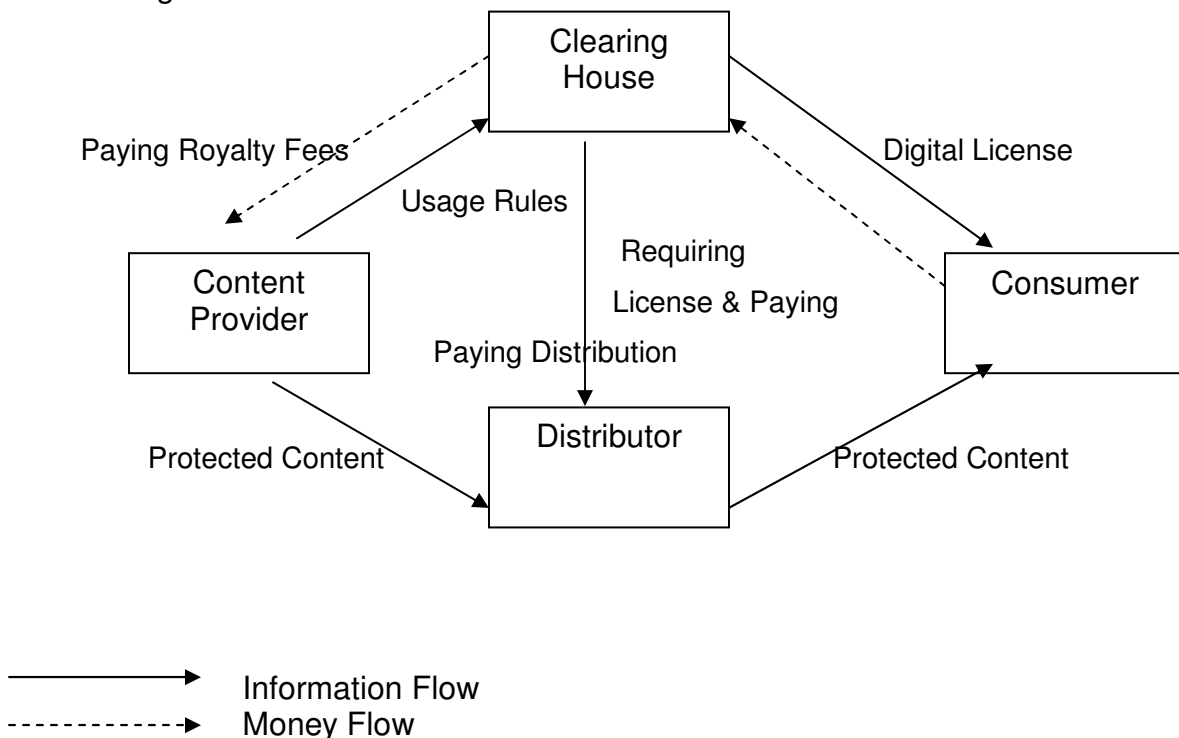 Clearing
House
Paying Royalty Fees
Digital License
Usage Rules
Requiring
License & Paying
Content
Provider
Consumer
Paying Distribution
Distributor
Protected Content
Protected Content
Information Flow
Money Flow